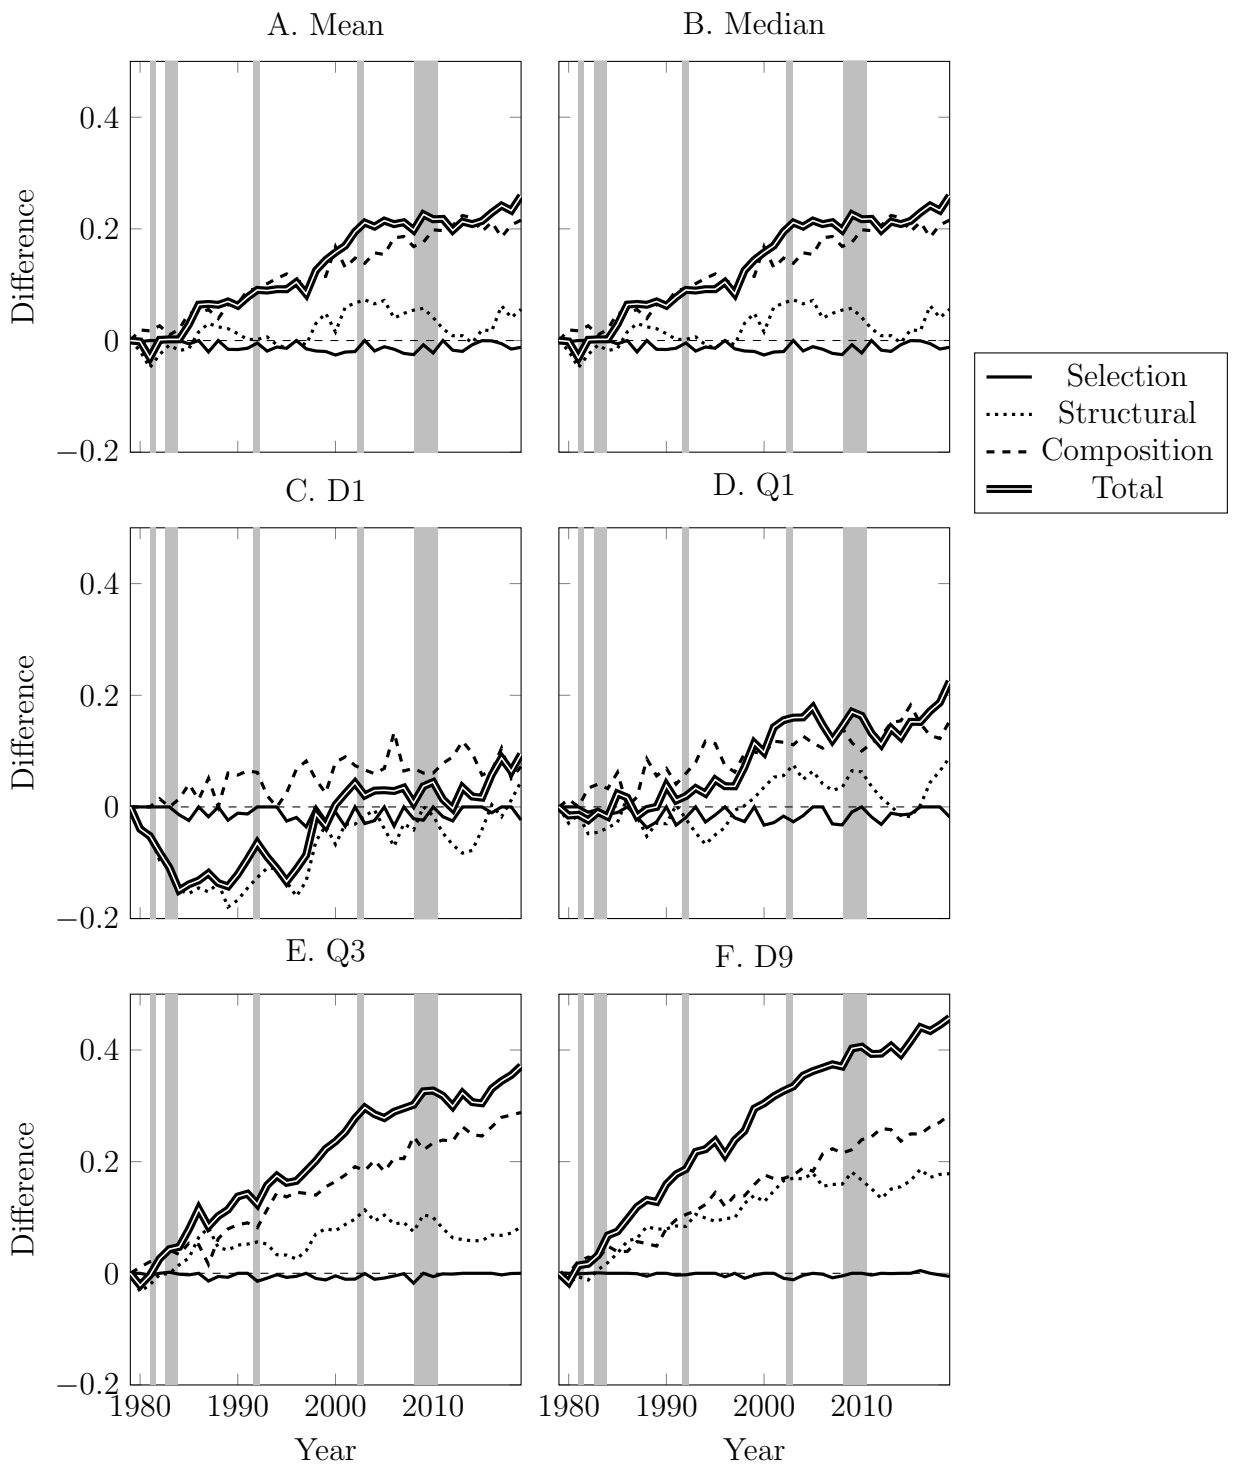 A. Mean
B. Median
0.4
0.2
0
−0.2
Difference
Selection
Structural
Composition
Total
C. D1
D. Q1
0.4
0.2
0
−0.2
Difference
E. Q3
F. D9
0.4
0.2
0
−0.2
Difference
1980 1990 2000 2010
1980 1990 2000 2010
Year
Year